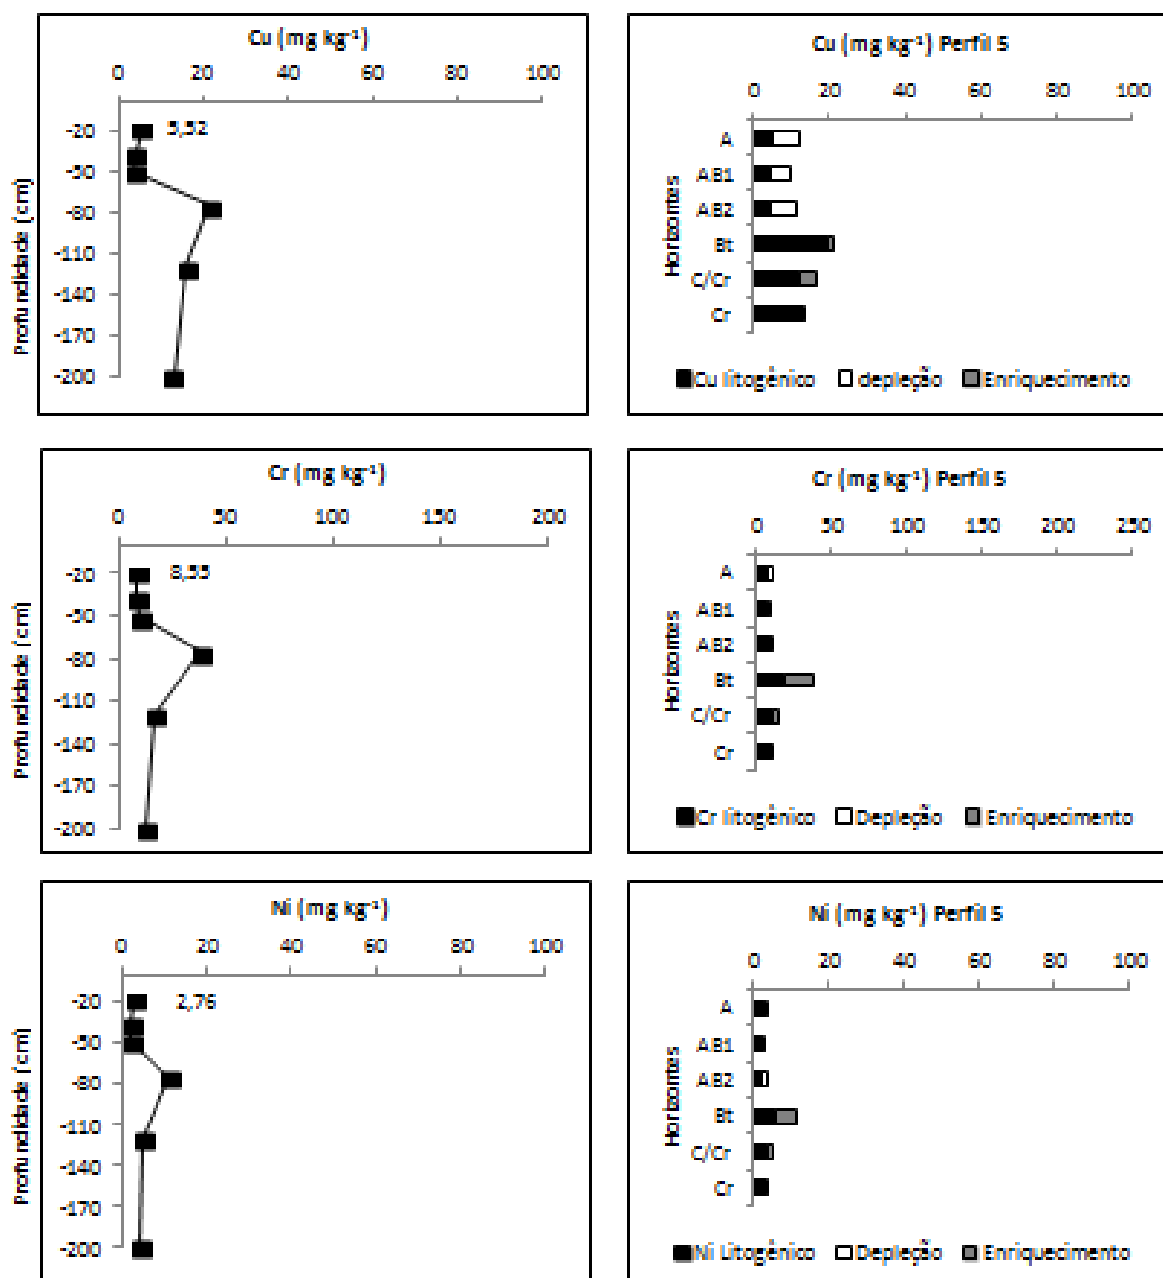 Cu (mg kg⁻¹)
0 20 40 60 80 100
Profundidade (cm)
-20
-50
-80
-110
-140
-170
-200
5,52
Cu (mg kg⁻¹) Perfil 5
0 20 40 60 80 100
Horizontes
A
AB1
AB2
Bt
C/Cr
Cr
Cu litogênico depleção Enriquecimento
Cr (mg kg⁻¹)
0 50 100 150 200
Profundidade (cm)
-20
-50
-80
-110
-140
-170
-200
8,55
Cr (mg kg⁻¹) Perfil 5
0 50 100 150 200 250
Horizontes
A
AB1
AB2
Bt
C/Cr
Cr
Cr litogênico Depleção Enriquecimento
Ni (mg kg⁻¹)
0 20 40 60 80 100
Profundidade (cm)
-20
-50
-80
-110
-140
-170
-200
2,76
Ni (mg kg⁻¹) Perfil 5
0 20 40 60 80 100
Horizontes
A
AB1
AB2
Bt
C/Cr
Cr
Ni Litogênico Depleção Enriquecimento